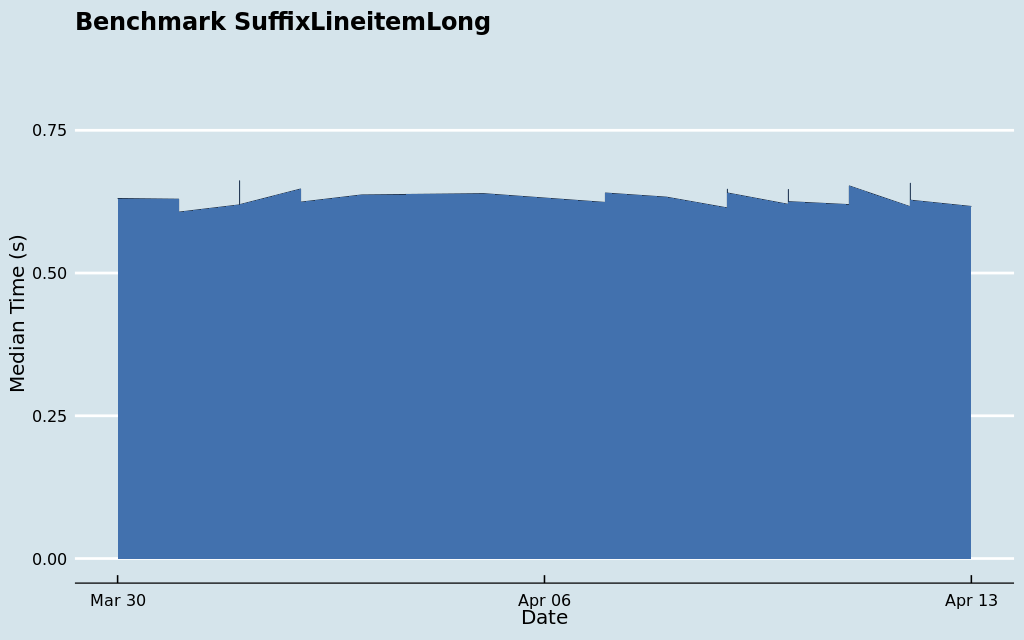 Benchmark SuffixLineitemLong
Median Time (s)
0.75
0.50
0.25
0.00
Mar 30
Apr 06
Apr 13
Date